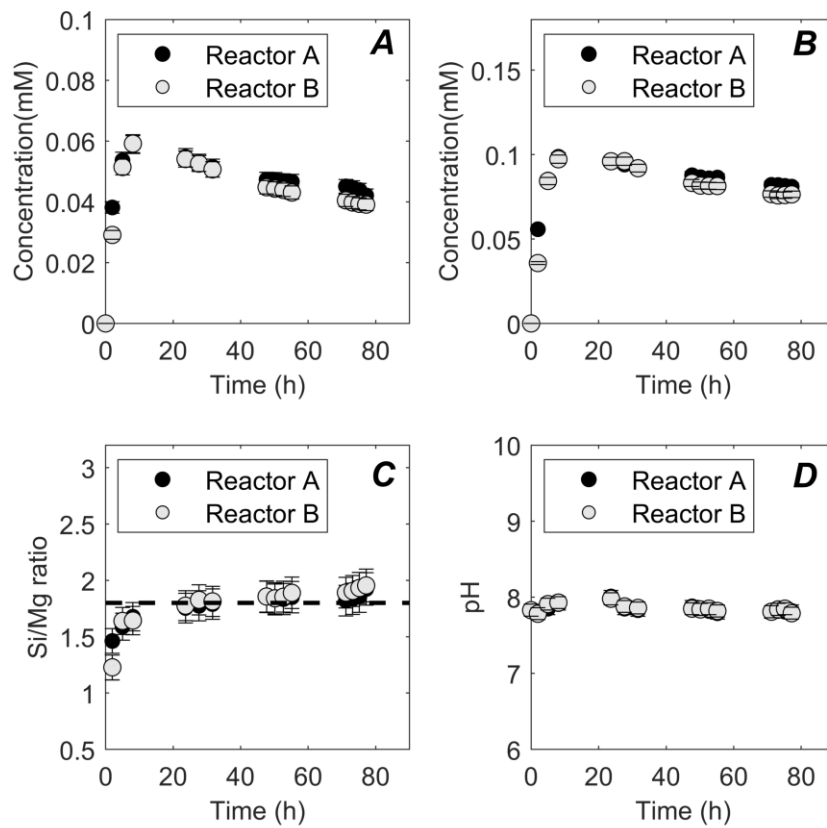 A
Reactor A
Reactor B
Concentration(mM)
0.1
0.08
0.06
0.04
0.02
0
0 20 40 60 80
Time (h)
B
Reactor A
Reactor B
Concentration(mM)
0.15
0.1
0.05
0
0 20 40 60 80
Time (h)
C
Reactor A
Reactor B
Si/Mg ratio
3
2.5
2
1.5
1
0.5
0 20 40 60 80
Time (h)
D
Reactor A
Reactor B
pH
10
9
8
7
6
0 20 40 60 80
Time (h)